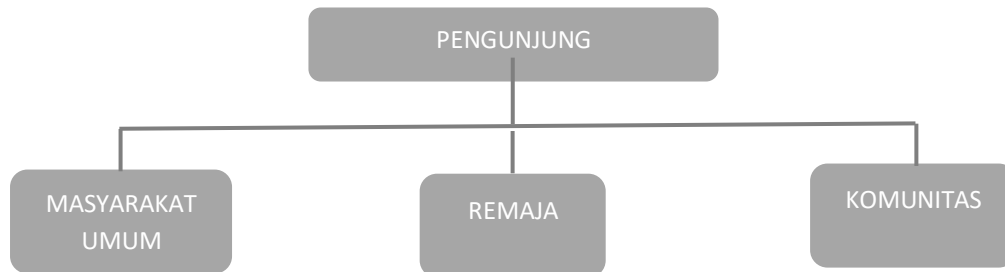 PENGUNJUNG
MASYARAKAT
UMUM
REMAJA
KOMUNITAS